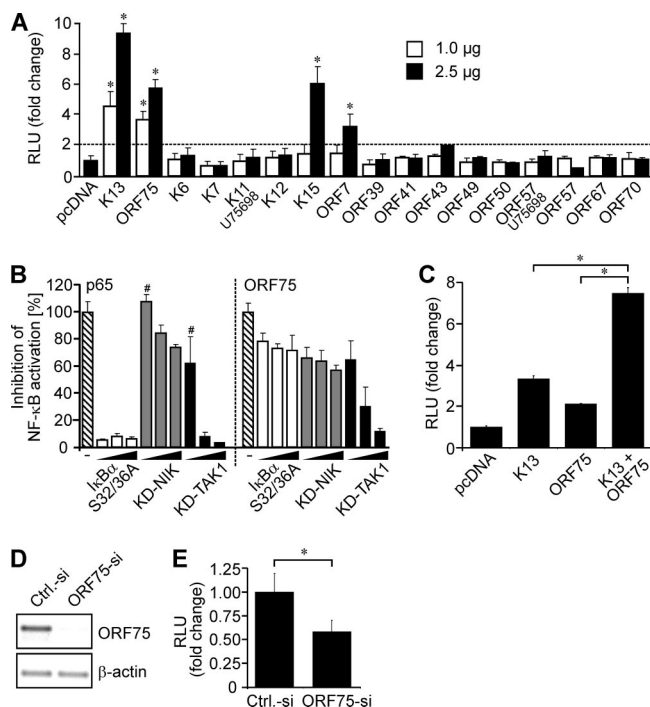 A
RLU (fold change)
10
8
6
4
2
0
* * * * * *
1.0 µg
2.5 µg
pcDNA
K13
ORF75
K6
K7
K11
U75698
K12
K15
ORF7
ORF39
ORF41
ORF43
ORF49
ORF50
ORF57
U75698
ORF57
ORF67
ORF70
B
Inhibition of
NF-κB activation [%]
120
100
80
60
40
20
0
p65
#
#
ORF75
-
IκBα
S32/36A
KD-NIK
KD-TAK1
-
IκBα
S32/36A
KD-NIK
KD-TAK1
C
RLU (fold change)
8
6
4
2
0
*
*
pcDNA
K13
ORF75
K13 +
ORF75
D
Ctrl.-si
ORF75-si
ORF75
β-actin
E
RLU
(fold change)
1.25
1.00
0.75
0.50
0.25
0
*
Ctrl.-si
ORF75-si